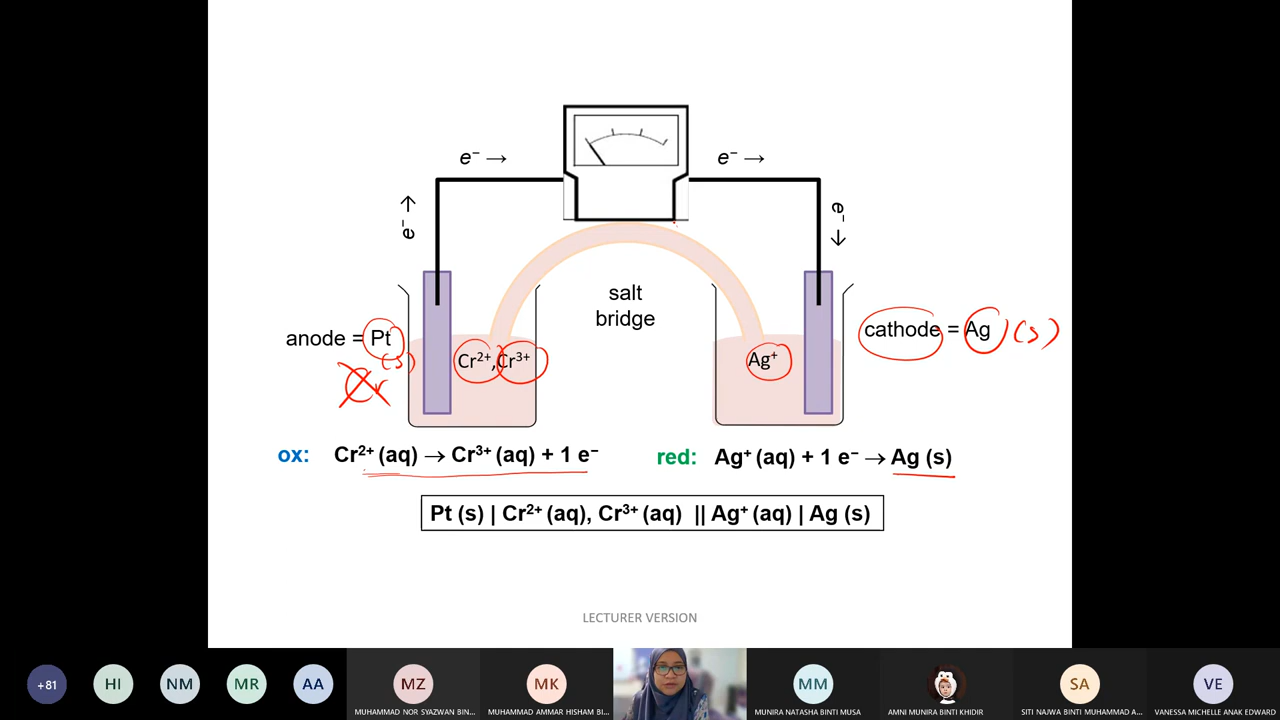 e⁻ →
e⁻ →
e⁻ →
e⁻ →
salt
bridge
anode = Pt
(s)
Cr
Cr²⁺,Cr³⁺
Ag⁺
cathode = Ag (s)
ox: Cr²⁺ (aq) → Cr³⁺ (aq) + 1 e⁻
red: Ag⁺ (aq) + 1 e⁻ → Ag (s)
Pt (s) | Cr²⁺ (aq), Cr³⁺ (aq) || Ag⁺ (aq) | Ag (s)
LECTURER VERSION
+81
HI
NM
MR
AA
MZ
MUHAMMAD NOR SYAZWAN BIN...
MK
MUHAMMAD AMMAR HISHAM BI...
MM
MUNIRA NATASHA BINTI MUSA
AMNI MUNIRA BINTI KHIDIR
SA
SITI NAJWA BINTI MUHAMMAD A...
VE
VANESSA MICHELLE ANAK EDWARD